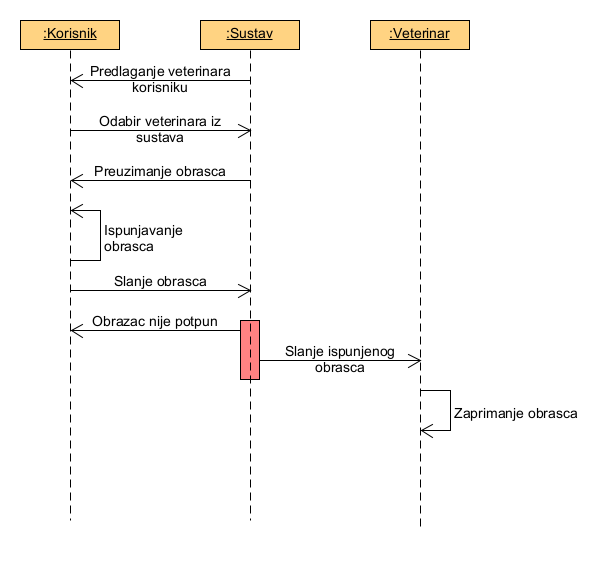 :Korisnik
:Sustav
:Veterinar
Predlaganje veterinara
korisniku
Odabir veterinara iz
sustava
Preuzimanje obrasca
Ispunjavanje
obrasca
Slanje obrasca
Obrazac nije potpun
Slanje ispunjenog
obrasca
Zaprimanje obrasca